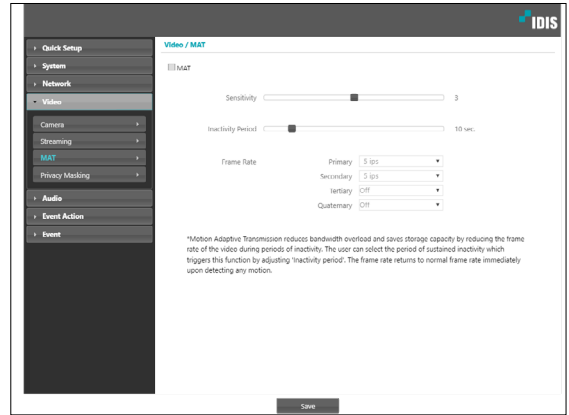 IDIS
Quick Setup
System
Network
Video
Camera
Streaming
MAT
Privacy Masking
Audio
Event Action
Event
Video / MAT
MAT
Sensitivity 3
Inactivity Period 10 sec.
Frame Rate Primary 5 ips
Secondary 5 ips
Tertiary Off
Quaternary Off
*Motion Adaptive Transmission reduces bandwidth overload and saves storage capacity by reducing the frame
rate of the video during periods of inactivity. The user can select the period of sustained inactivity which
triggers this function by adjusting 'Inactivity period'. The frame rate returns to normal frame rate immediately
upon detecting any motion.
Save